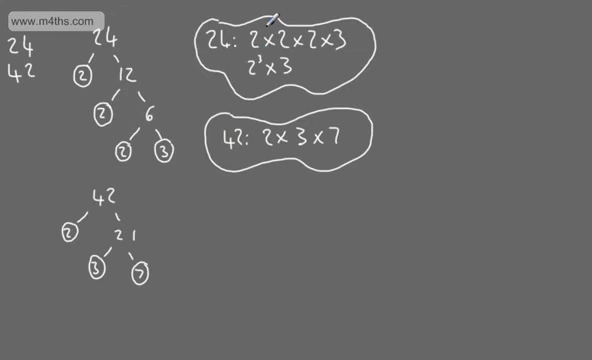 www.m4ths.com
24
42
24
2 12
2 6
2 3
24: 2 × 2 × 2 × 3
2³ × 3
42: 2 × 3 × 7
42
2 21
3 7